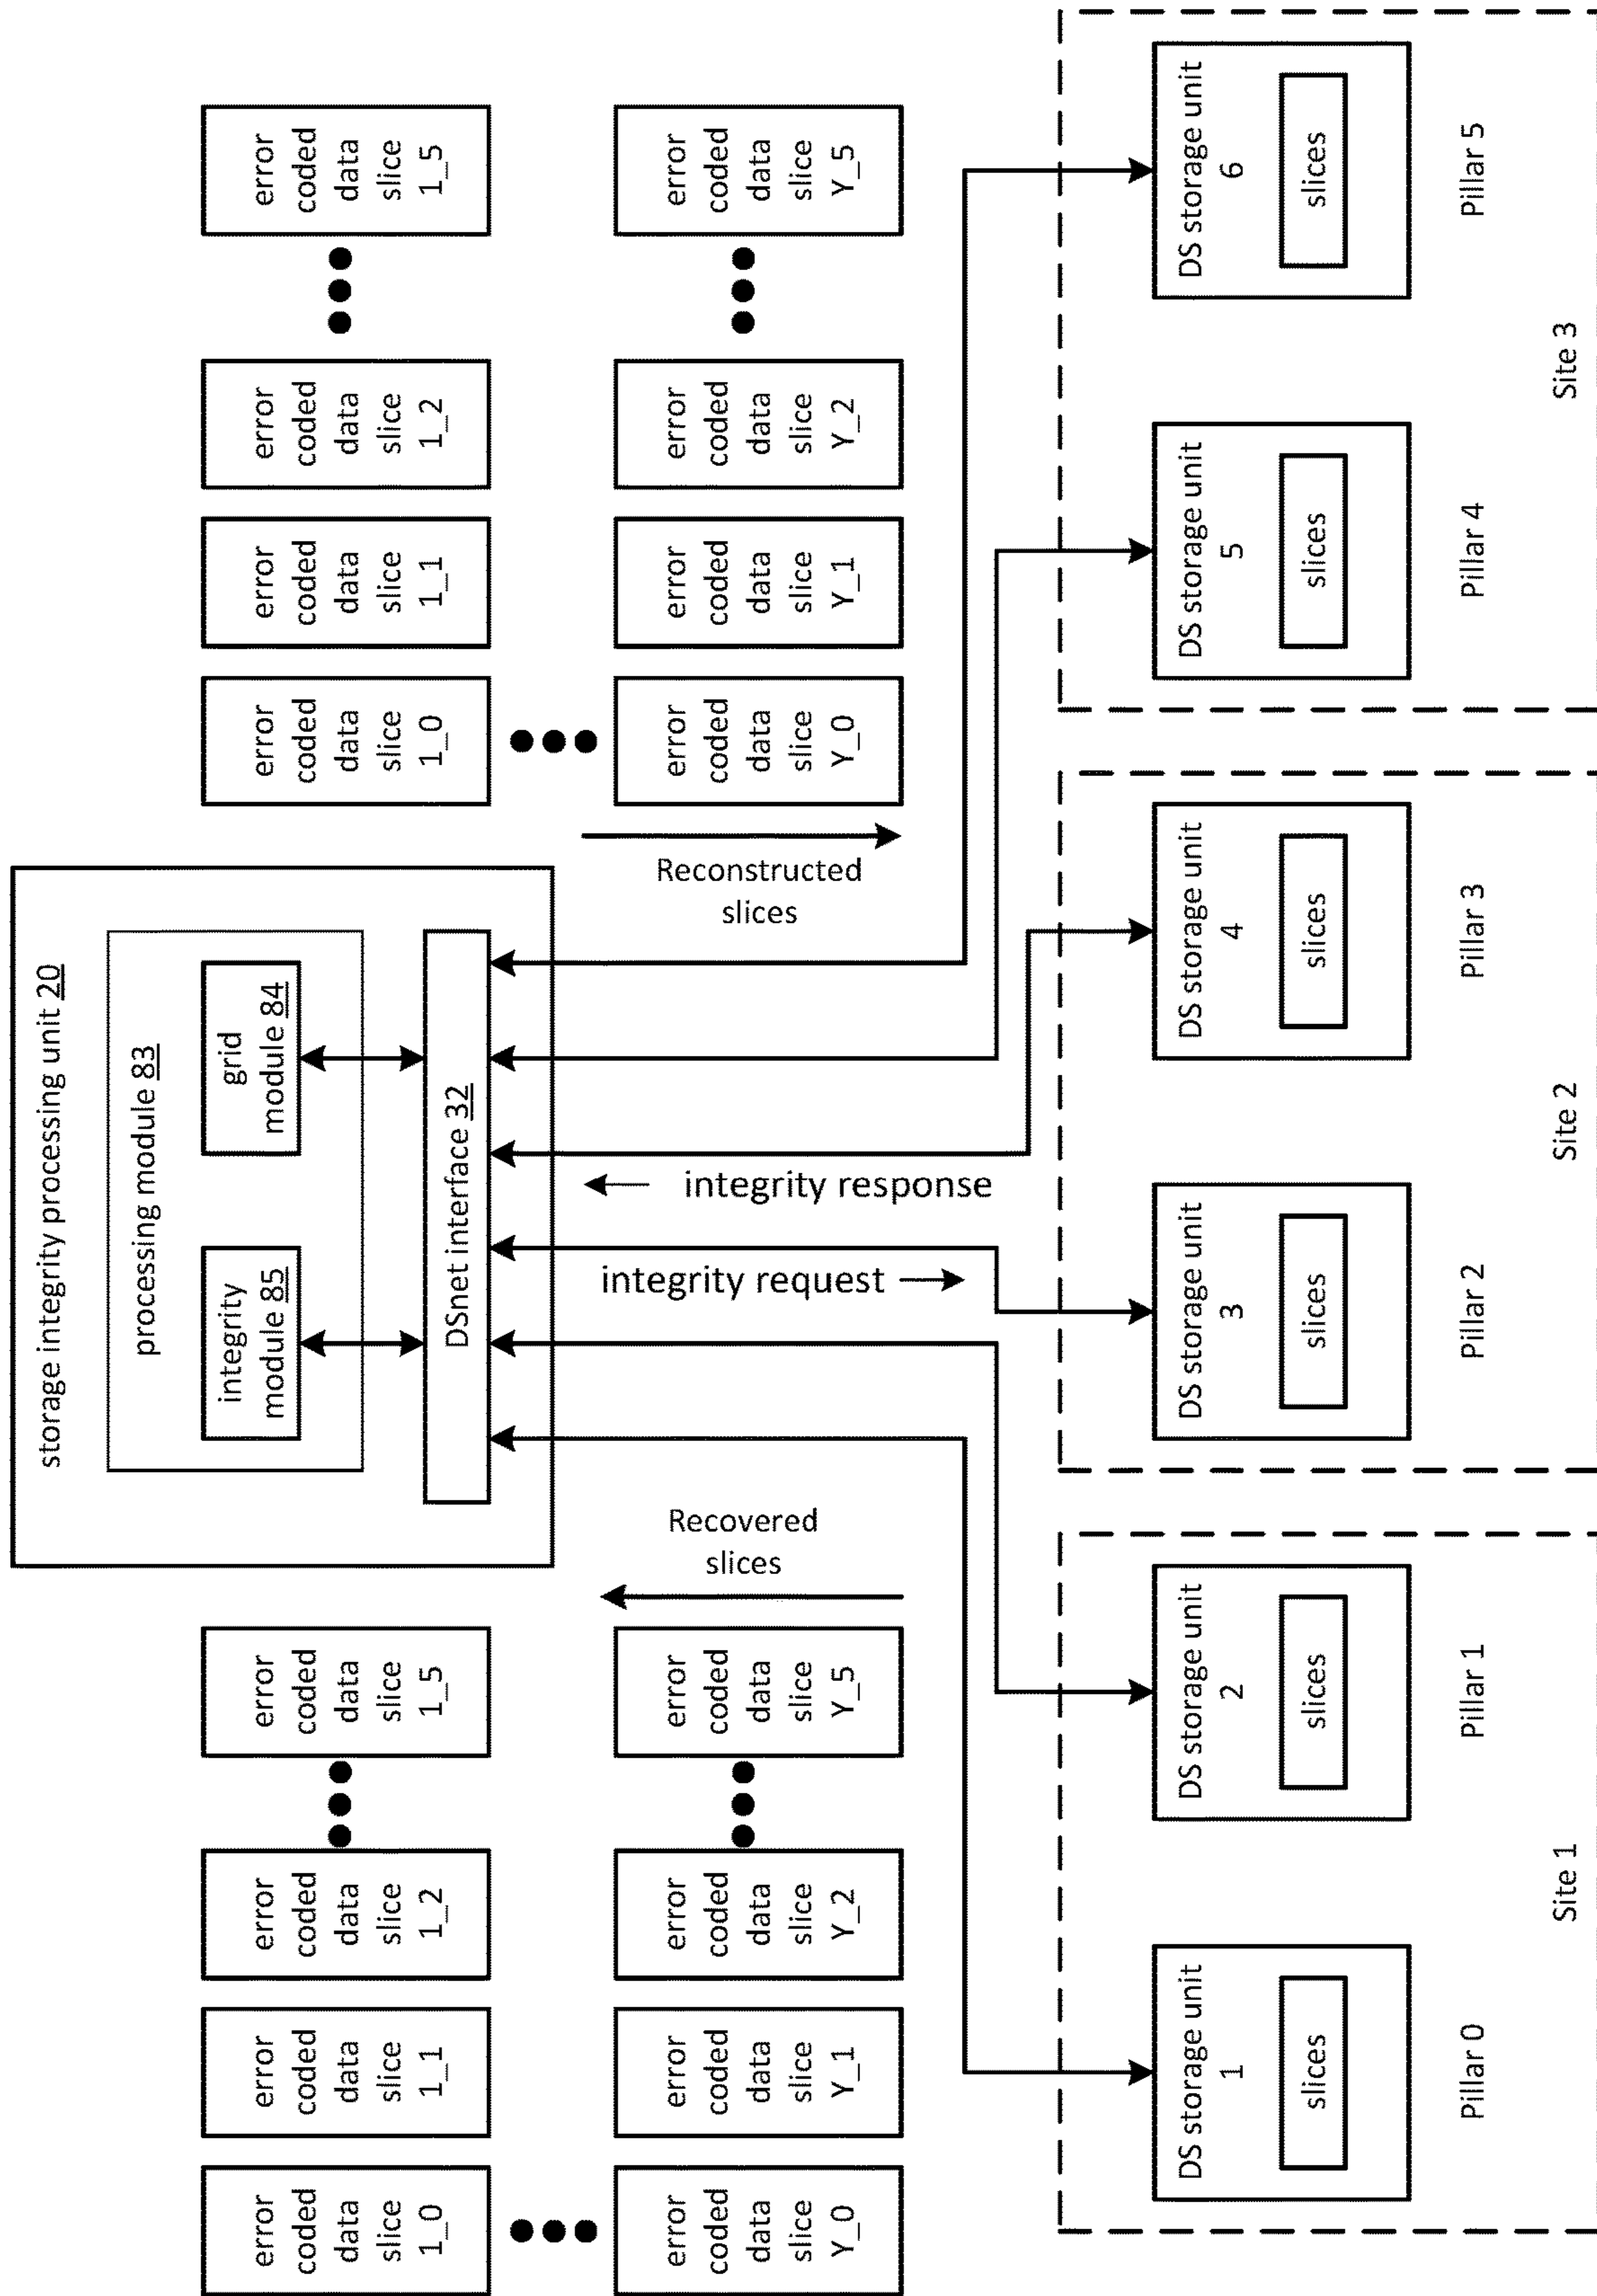 storage integrity processing unit 20
processing module 83
integrity
module 85
grid
module 84
DSnet interface 32
error
coded
data
slice
1_0
error
coded
data
slice
1_1
error
coded
data
slice
1_2
error
coded
data
slice
1_5
error
coded
data
slice
Y_0
error
coded
data
slice
Y_1
error
coded
data
slice
Y_2
error
coded
data
slice
Y_5
Recovered
slices
integrity request
integrity response
Reconstructed
slices
error
coded
data
slice
1_0
error
coded
data
slice
1_1
error
coded
data
slice
1_2
error
coded
data
slice
1_5
error
coded
data
slice
Y_0
error
coded
data
slice
Y_1
error
coded
data
slice
Y_2
error
coded
data
slice
Y_5
DS storage unit
1
slices
Pillar 0
DS storage unit
2
slices
Pillar 1
Site 1
DS storage unit
3
slices
Pillar 2
DS storage unit
4
slices
Pillar 3
Site 2
DS storage unit
5
slices
Pillar 4
DS storage unit
6
slices
Pillar 5
Site 3